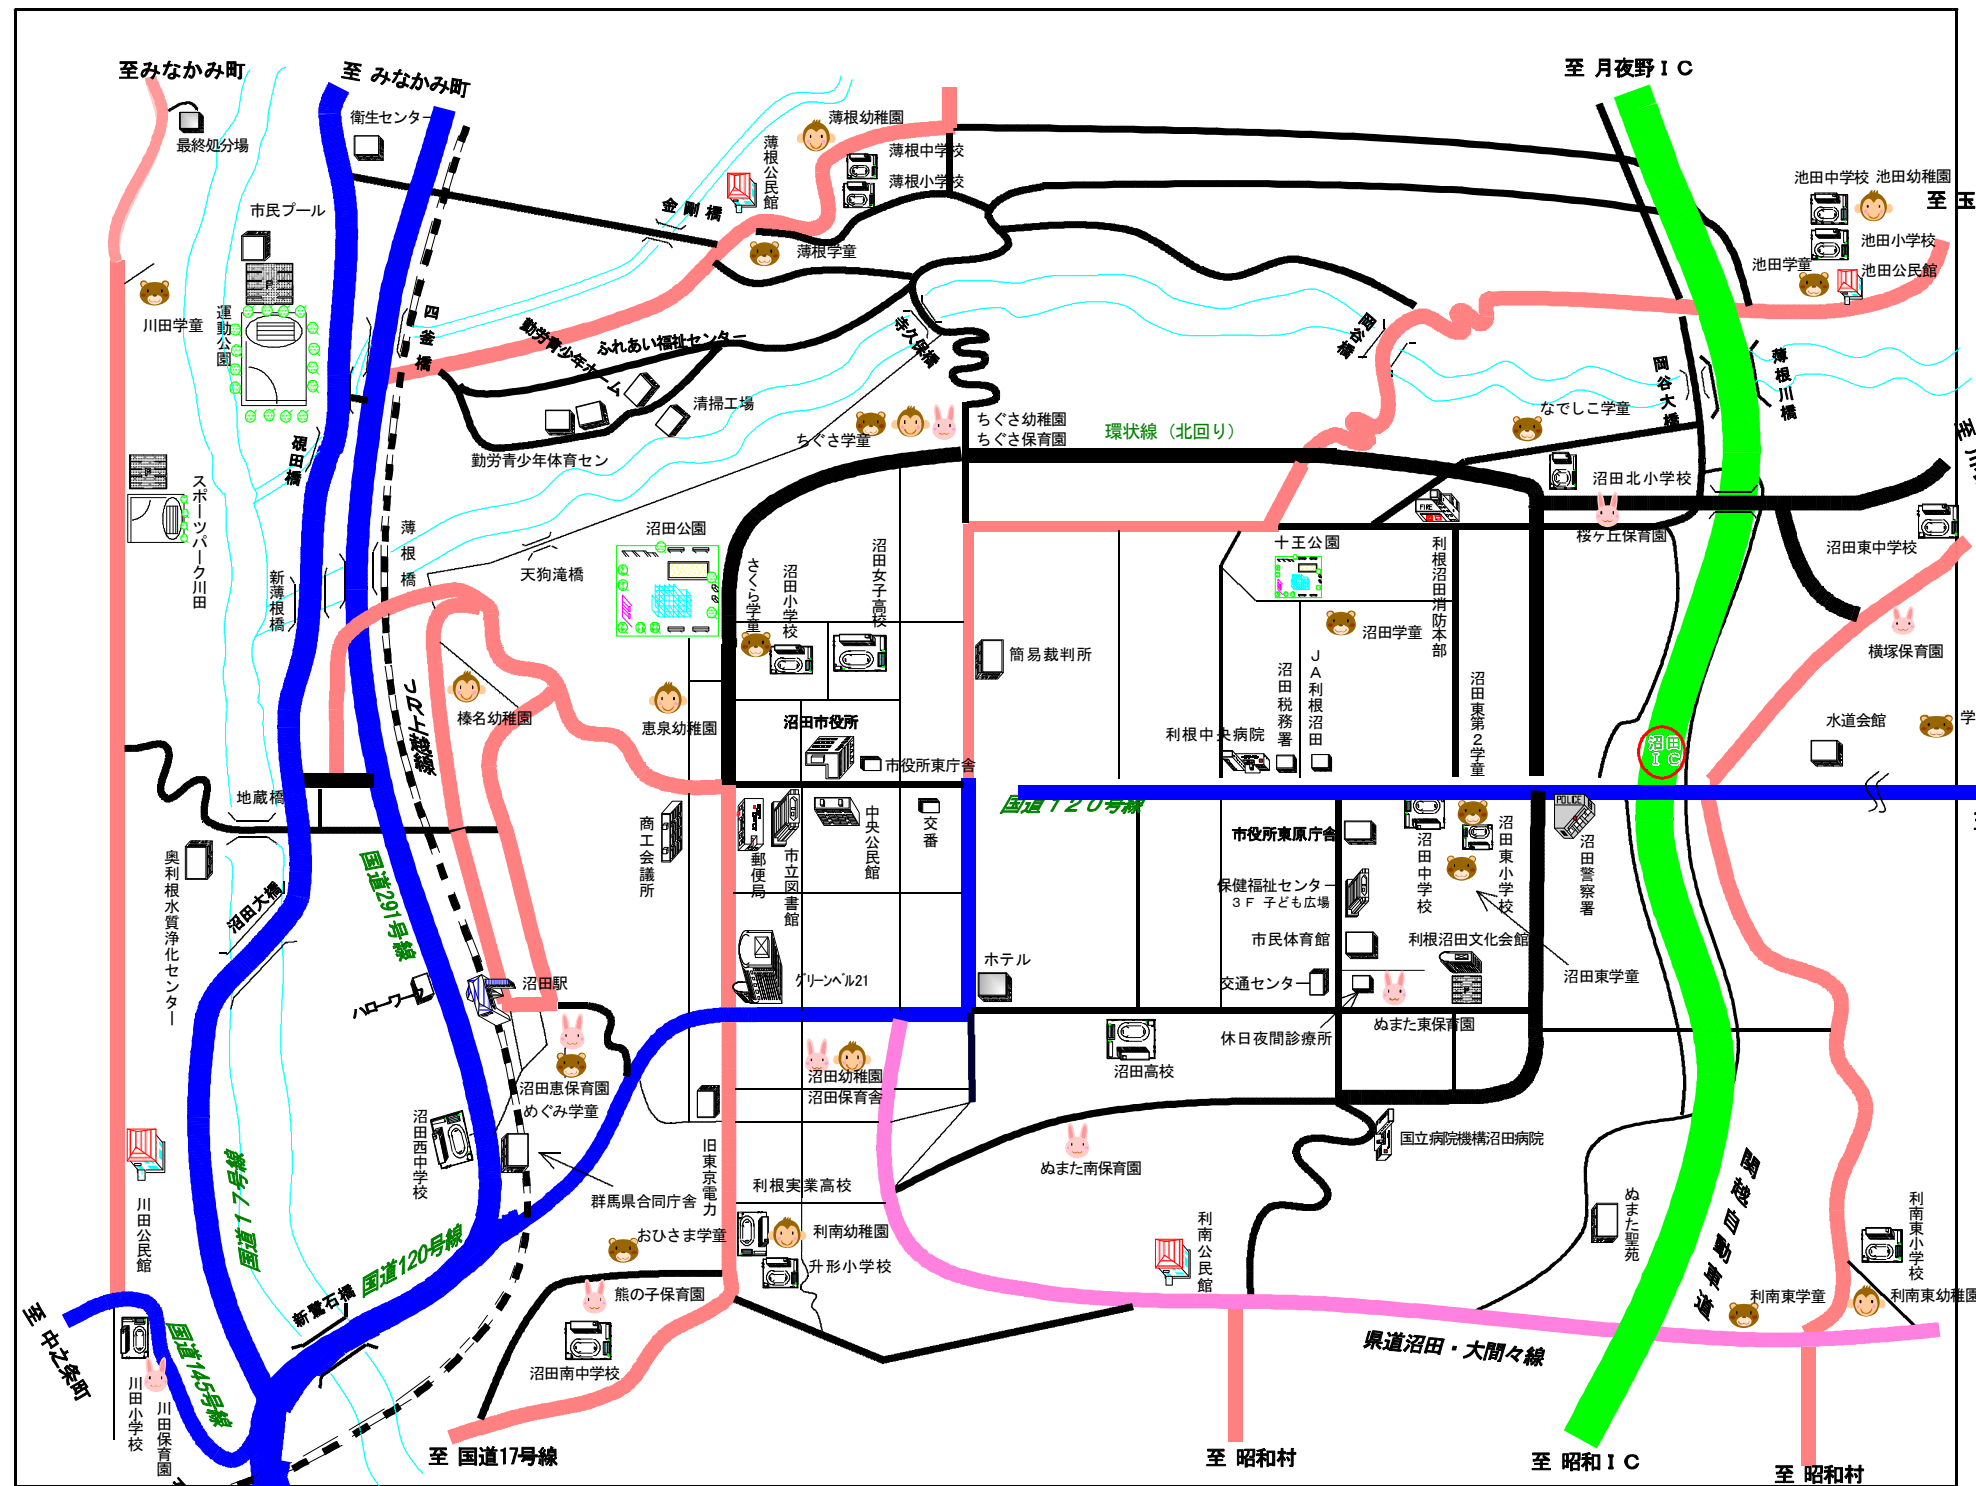 至みなかみ町
至 みなかみ町
至 月夜野ＩＣ
衛生センター
最終処分場
薄根幼稚園
薄根公民館
薄根中学校
薄根小学校
池田中学校
池田幼稚園
至 玉
市民プール
金剛橋
薄根学童
池田小学校
池田学童
池田公民館
P
川田学童
運動公園
四釜橋
勤労青少年ホーム
ふれあい福祉センター
寺久保橋
岡谷橋
岡谷大橋
薄根川橋
清掃工場
ちぐさ学童
ちぐさ幼稚園
ちぐさ保育園
環状線（北回り）
なでしこ学童
至 川
硯田橋
勤労青少年体育セン
P
スポーツパーク川田
沼田北小学校
FIRE
薄根橋
沼田公園
天狗滝橋
新薄根橋
さくら学童
沼田小学校
沼田女子高校
十王公園
利根沼田消防本部
桜ヶ丘保育園
沼田東中学校
簡易裁判所
沼田学童
沼田税務署
ＪＡ利根沼田
沼田東第２学童
横塚保育園
榛名幼稚園
恵泉幼稚園
沼田市役所
市役所東庁舎
利根中央病院
沼田ＩＣ
水道会館
学
上越線
地蔵橋
国道１２０号線
商工会議所
郵便局
市立図書館
中央公民館
交番
市役所東原庁舎
POLICE
沼田中学校
沼田東小学校
沼田警察署
奥利根水質浄化センター
国道291号線
沼田大橋
保健福祉センター
３Ｆ 子ども広場
市民体育館
利根沼田文化会館
沼田東学童
P
ハローワーク
沼田駅
グリーンベル21
ホテル
交通センター
ぬまた東保育園
休日夜間診療所
沼田恵保育園
めぐみ学童
沼田幼稚園
沼田保育舎
沼田高校
沼田西中学校
旧東京電力
国立病院機構沼田病院
ぬまた南保育園
国道１７号線
群馬県合同庁舎
利根実業高校
川田公民館
国道120号線
おひさま学童
利南幼稚園
升形小学校
利南公民館
ぬまた聖苑
関越自動車道
利南東小学校
利南東学童
利南東幼稚園
新鷺石橋
熊の子保育園
至 中之条町
国道145号線
沼田南中学校
県道沼田・大間々線
川田小学校
川田保育園
至 国道17号線
至 昭和村
至 昭和ＩＣ
至 昭和村